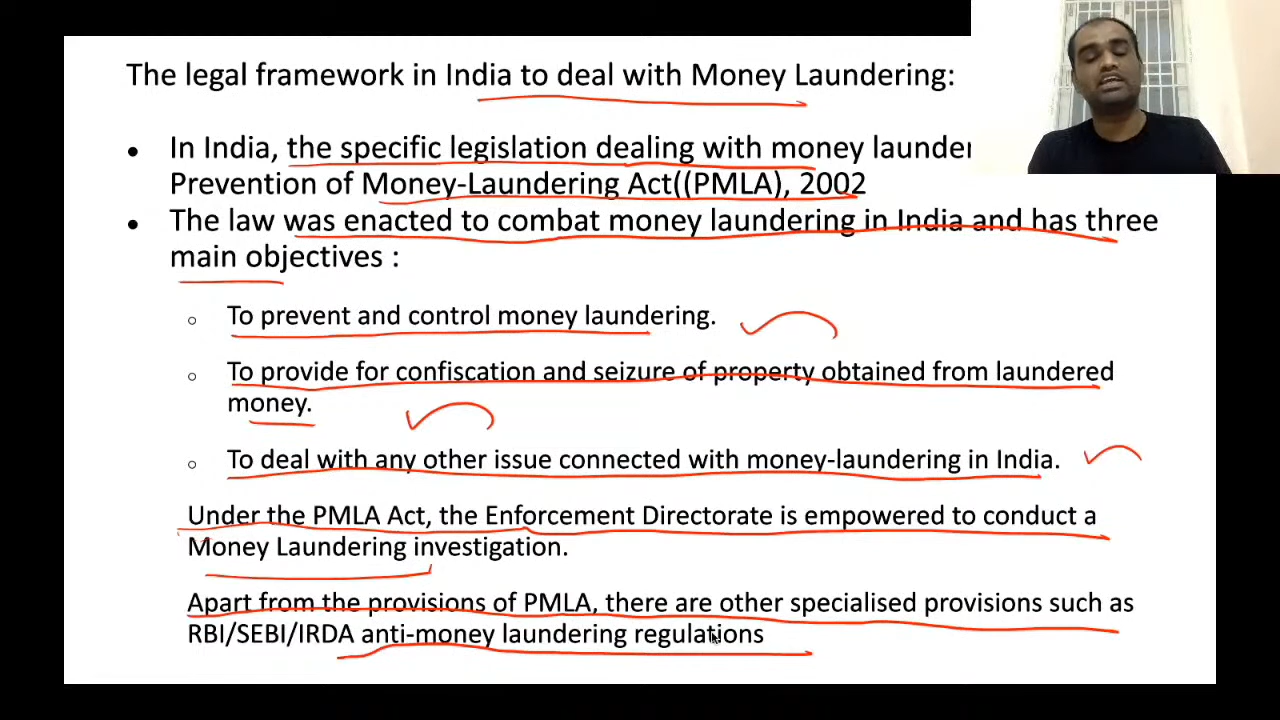 The legal framework in India to deal with Money Laundering:
In India, the specific legislation dealing with money
Prevention of Money-Laundering Act((PMLA), 2002
The law was enacted to combat money laundering in India and has three
main objectives :
To prevent and control money laundering.
To provide for confiscation and seizure of property obtained from laundered
money.
To deal with any other issue connected with money-laundering in India.
Under the PMLA Act, the Enforcement Directorate is empowered to conduct a
Money Laundering investigation.
Apart from the provisions of PMLA, there are other specialised provisions such as
RBI/SEBI/IRDA anti-money laundering regulations